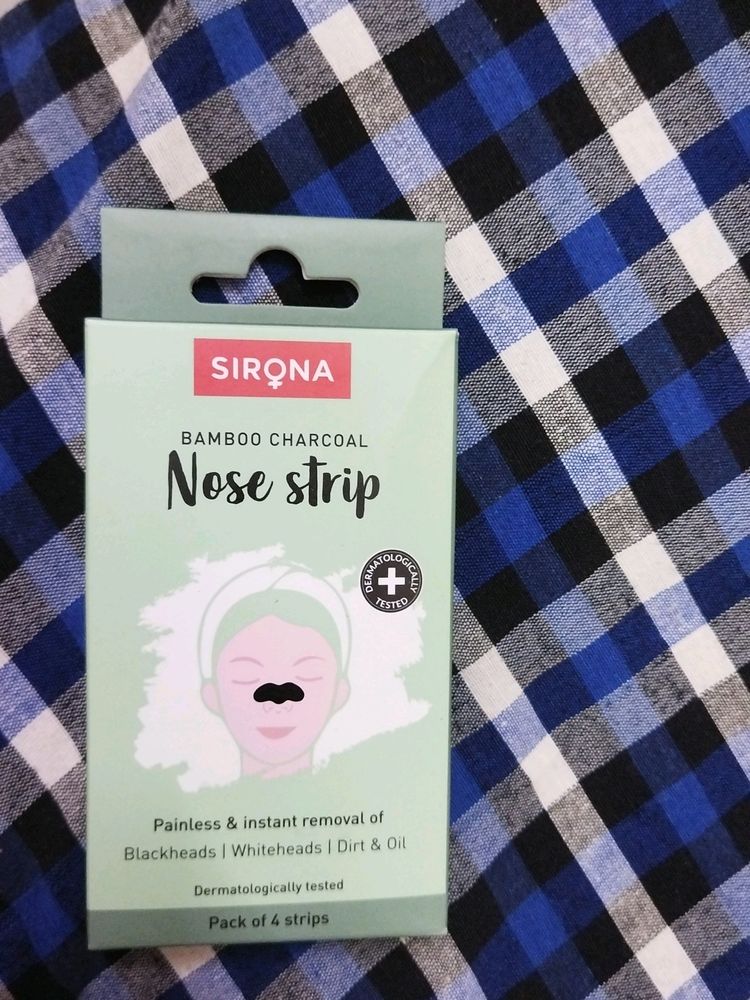 SIRONA
BAMBOO CHARCOAL
Nose strip
DERMATOLOGICALLY
TESTED
Painless & instant removal of
Blackheads | Whiteheads | Dirt & Oil
Dermatologically tested
Pack of 4 strips